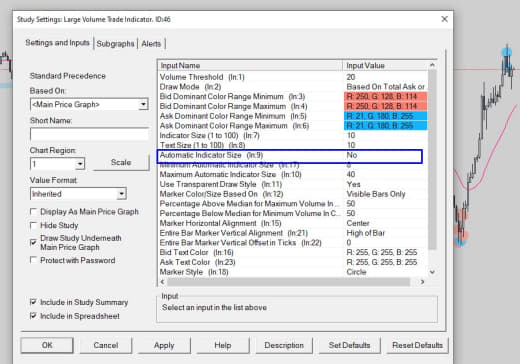 Study Settings: Large Volume Trade Indicator. ID:46
Settings and Inputs
Subgraphs
Alerts
Standard Precedence
Based On:
<Main Price Graph>
Short Name:
Chart Region:
1
Scale
Value Format:
Inherited
Display As Main Price Graph
Hide Study
Draw Study Underneath
Main Price Graph
Protect with Password
Include in Study Summary
Include in Spreadsheet
Input Name Input Value
Volume Threshold (In:1) 20
Draw Mode (In:2) Based On Total Ask or
Bid Dominant Color Range Minimum (In:3) R: 250, G: 128, B: 114
Bid Dominant Color Range Maximum (In:4) R: 250, G: 128, B: 114
Ask Dominant Color Range Minimum (In:5) R: 21, G: 180, B: 255
Ask Dominant Color Range Maximum (In:6) R: 21, G: 180, B: 255
Indicator Size (1 to 100) (In:7) 10
Text Size (1 to 100) (In:8) 10
Automatic Indicator Size (In:9) No
Minimum Automatic Indicator Size (In:17) 8
Maximum Automatic Indicator Size (In:10) 40
Use Transparent Draw Style (In:11) Yes
Marker Color/Size Based On (In:12) Visible Bars Only
Percentage Above Median for Maximum Volume In... 50
Percentage Below Median for Minimum Volume In C... 50
Marker Horizontal Alignment (In:15) Center
Entire Bar Marker Vertical Alignment (In:21) High of Bar
Entire Bar Marker Vertical Offset in Ticks (In:22) 0
Bid Text Color (In:16) R: 255, G: 255, B: 255
Ask Text Color (In:23) R: 255, G: 255, B: 255
Marker Style (In:18) Circle
Input
Select an input in the list above
OK
Cancel
Apply
Help
Description
Set Defaults
Reset Defaults